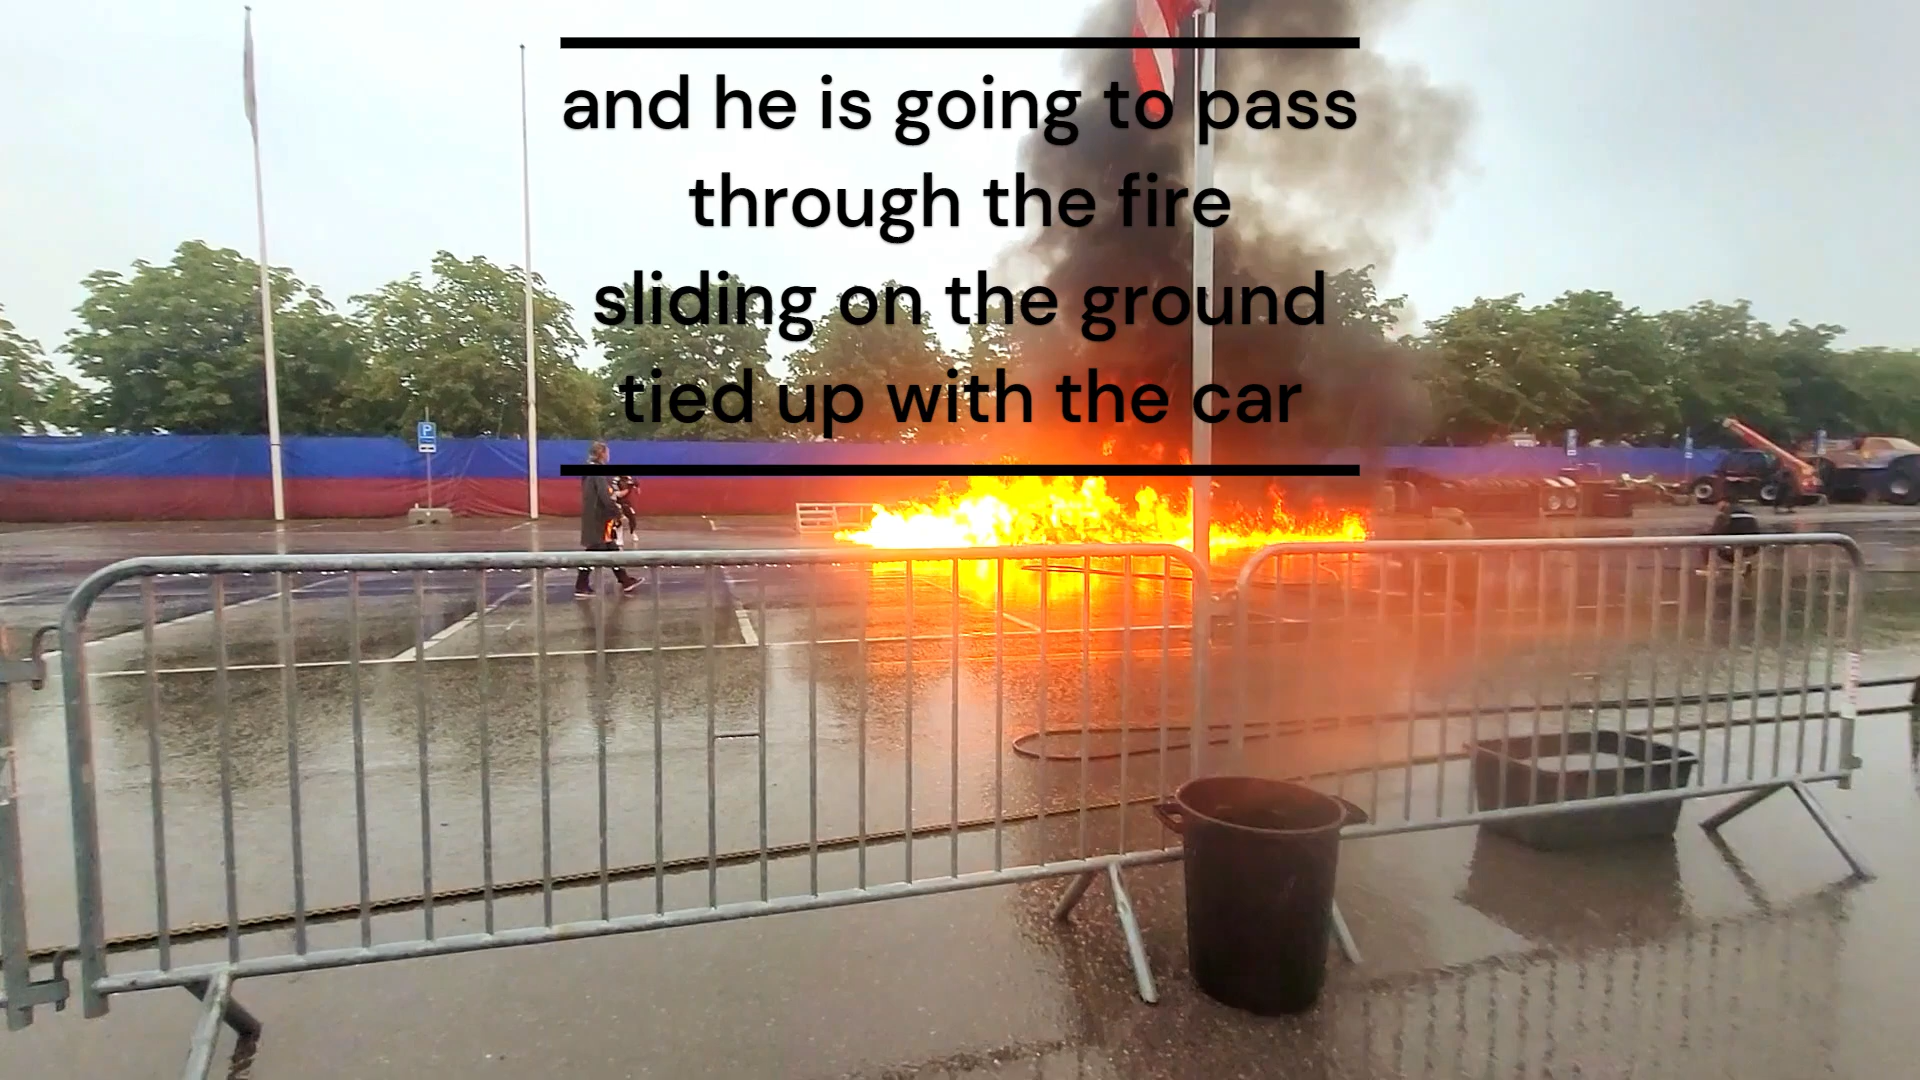 and he is going to pass
through the fire
sliding on the ground
tied up with the car
P